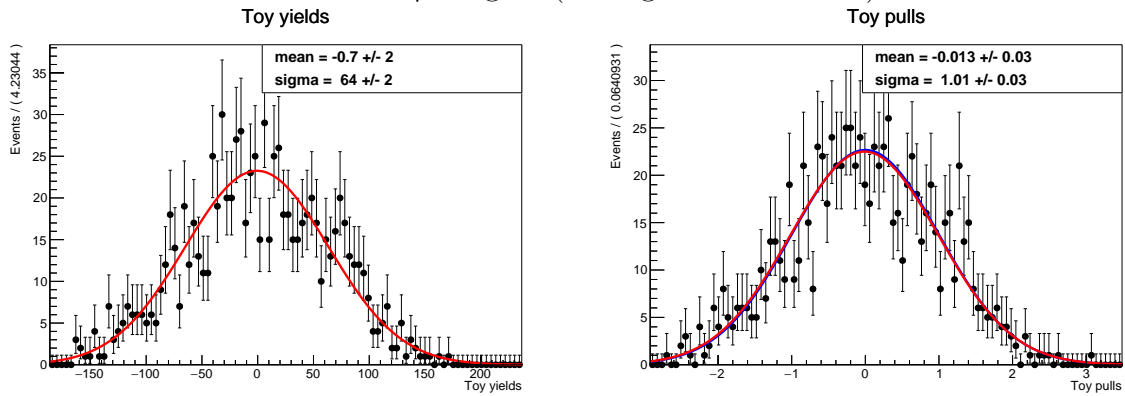 Toy yields
mean = -0.7 +/- 2
sigma = 64 +/- 2
Events / ( 4.23044 )
35
30
25
20
15
10
5
0
-150
-100
-50
0
50
100
150
200
Toy yields
Toy pulls
mean = -0.013 +/- 0.03
sigma = 1.01 +/- 0.03
Events / ( 0.0640931 )
30
25
20
15
10
5
0
-2
-1
0
1
2
3
Toy pulls